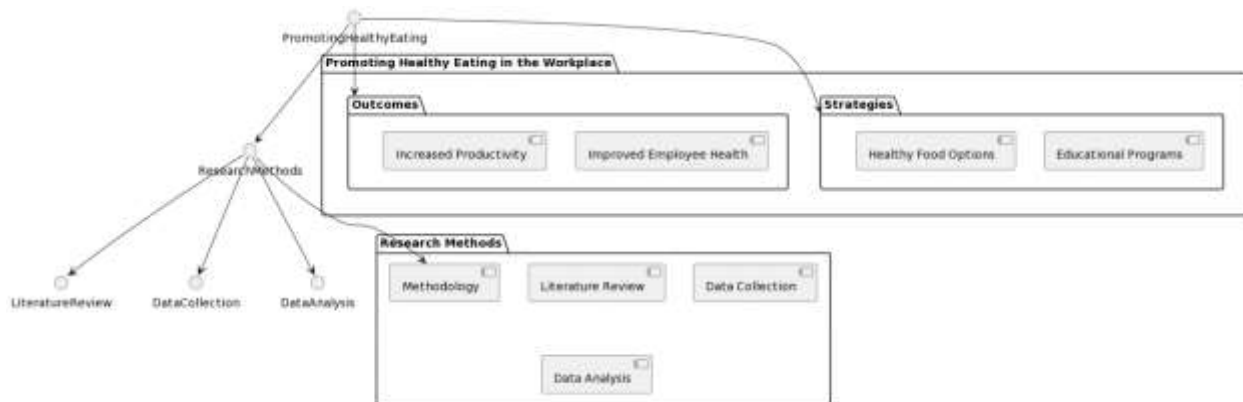 PromotingHealthyEating
Promoting Healthy Eating in the Workplace
Outcomes
Increased Productivity
Improved Employee Health
Strategies
Healthy Food Options
Educational Programs
ResearchMethods
LiteratureReview
DataCollection
DataAnalysis
Research Methods
Methodology
Literature Review
Data Collection
Data Analysis